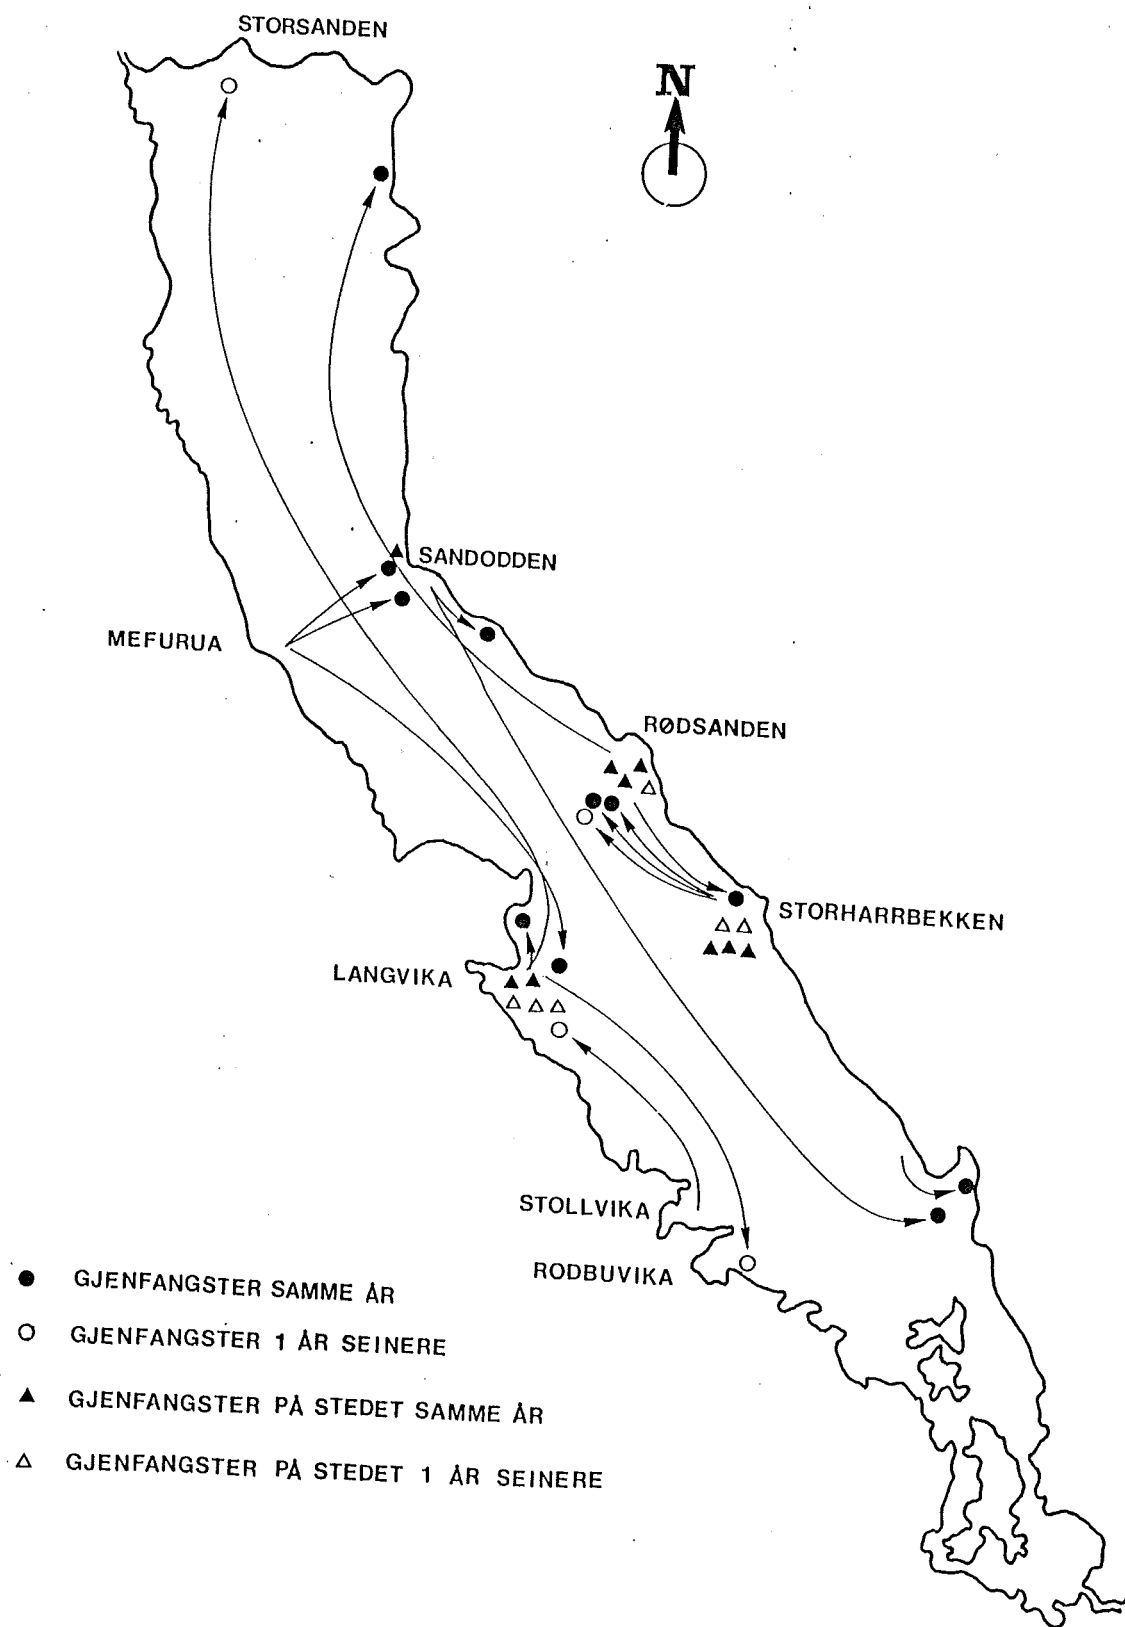 STORSANDEN
N
SANDODDEN
MEFURUA
RØDSANDEN
STORHARRBEKKEN
LANGVIKA
STOLLVIKA
RODBUVIKA
GJENFANGSTER SAMME ÅR
GJENFANGSTER 1 ÅR SEINERE
GJENFANGSTER PÅ STEDET SAMME ÅR
GJENFANGSTER PÅ STEDET 1 ÅR SEINERE